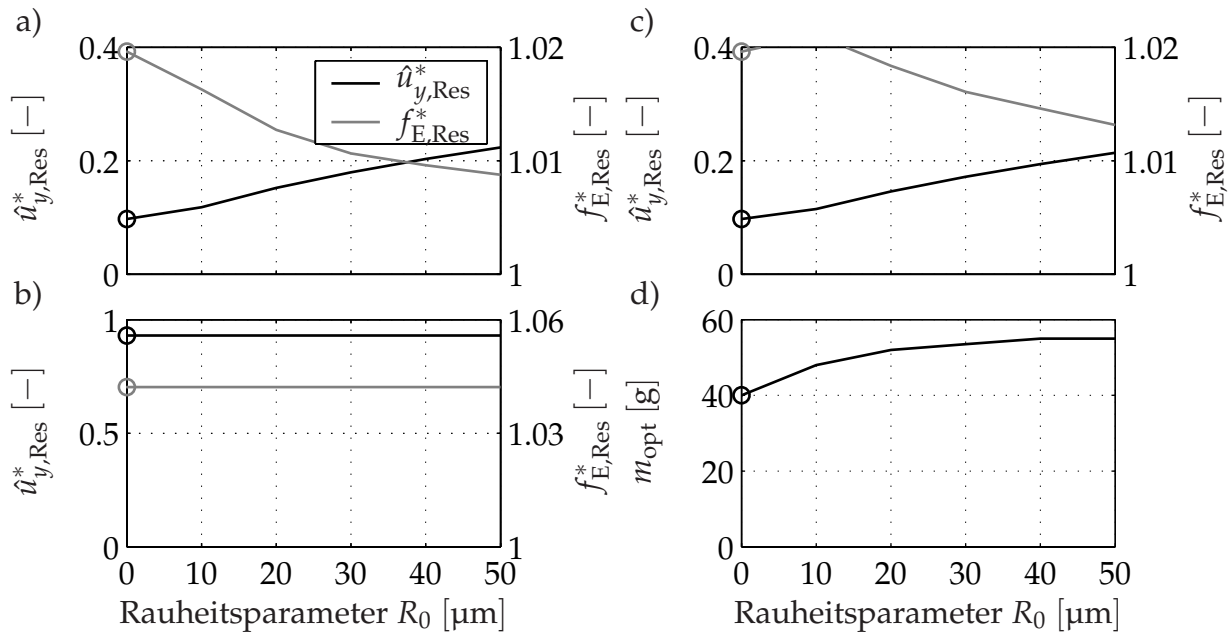 a)
c)
0.4
0.2
0
1.02
1.01
1
û*y,Res [−]
f*E,Res [−]
û*y,Res
f*E,Res
0.4
0.2
0
1.02
1.01
1
û*y,Res [−]
f*E,Res [−]
b)
d)
1
0.5
0
1.06
1.03
1
û*y,Res [−]
f*E,Res [−]
0 10 20 30 40 50
Rauheitsparameter R0 [µm]
60
40
20
0
mopt [g]
0 10 20 30 40 50
Rauheitsparameter R0 [µm]